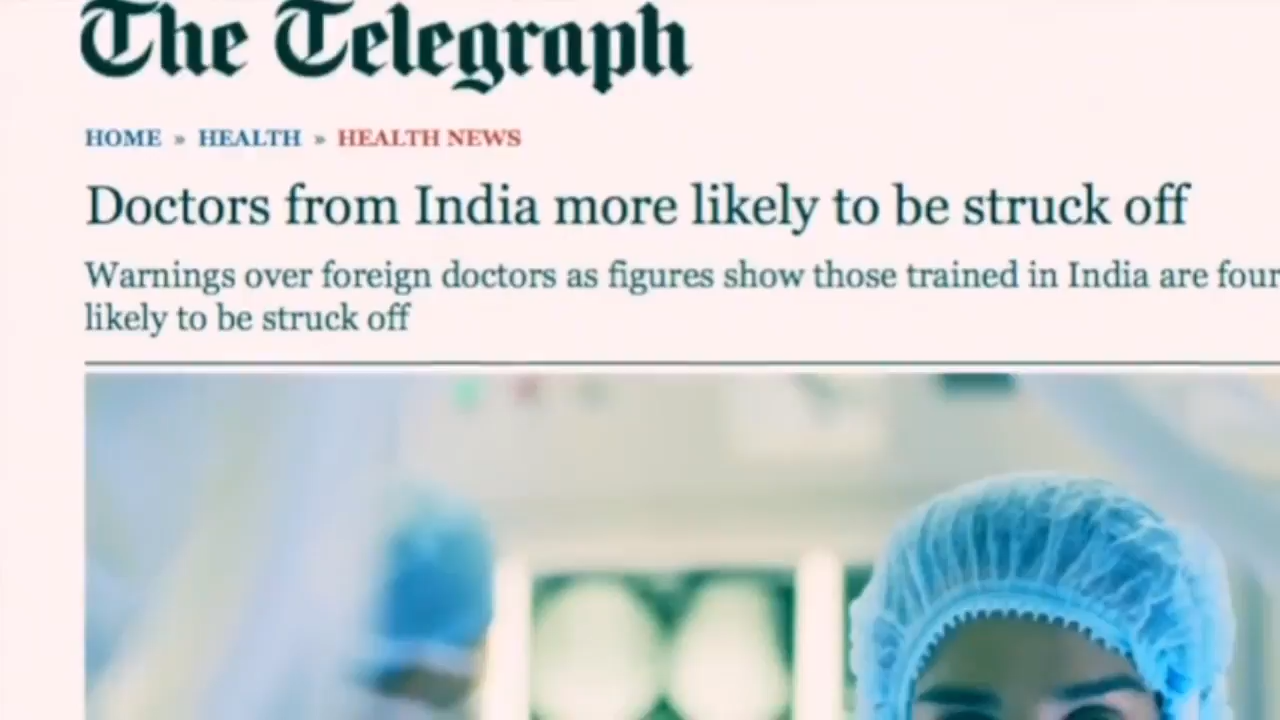 The Telegraph
HOME » HEALTH » HEALTH NEWS
Doctors from India more likely to be struck off
Warnings over foreign doctors as figures show those trained in India are four
likely to be struck off